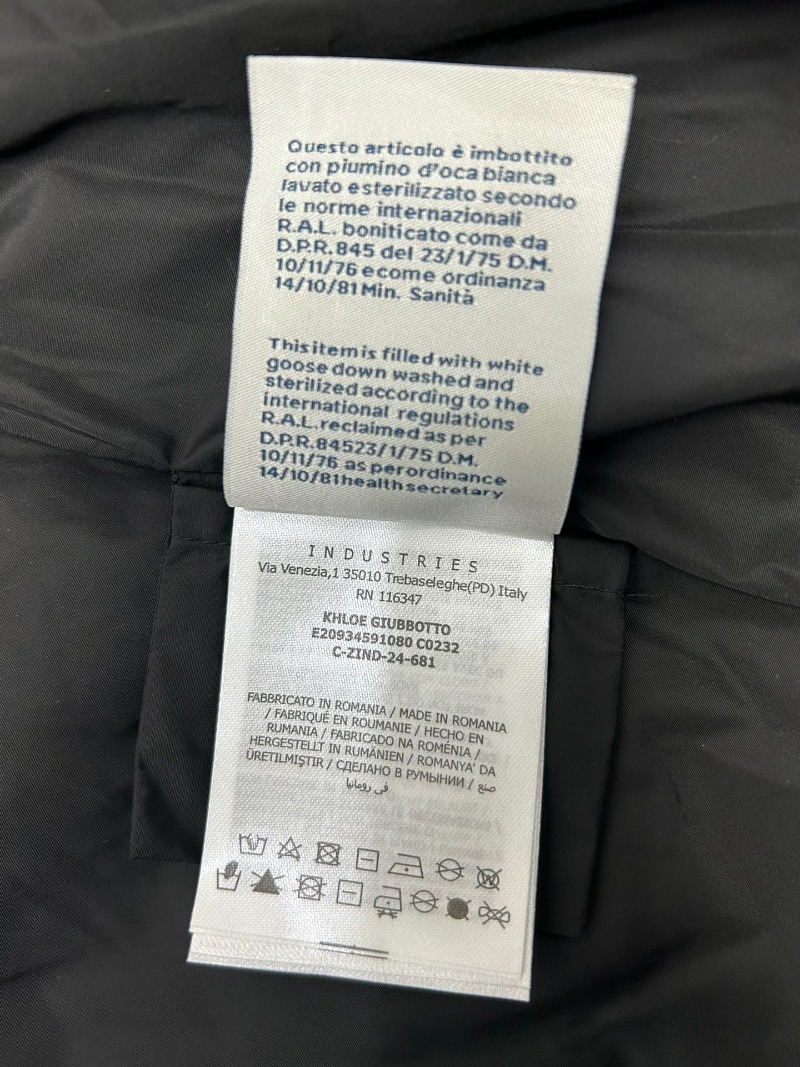 Questo articolo è imbottito
con piumino d'oca bianca
lavato e sterilizzato secondo
le norme internazionali
R.A.L. boniticato come da
D.P.R. 845 del 23/1/75 D.M.
10/11/76 e come ordinanza
14/10/81 Min. Sanità
This item is filled with white
goose down washed and
sterilized according to the
international regulations
R.A.L. reclaimed as per
D.P.R. 84523/1/75 D.M.
10/11/76 as per ordinance
14/10/81 health secretary
INDUSTRIES
Via Venezia,1 35010 Trebaseleghe(PD) Italy
RN 116347
KHLOE GIUBBOTTO
E20934591080 C0232
C-ZIND-24-681
FABBRICATO IN ROMANIA / MADE IN ROMANIA
/ FABRIQUÉ EN ROUMANIE / HECHO EN
RUMANIA / FABRICADO NA ROMÉNIA /
HERGESTELLT IN RUMÄNIEN / ROMANYA' DA
ÜRETILMIŞTIR / СДЕЛАНО В РУМЫНИИ / صنع
في رومانيا